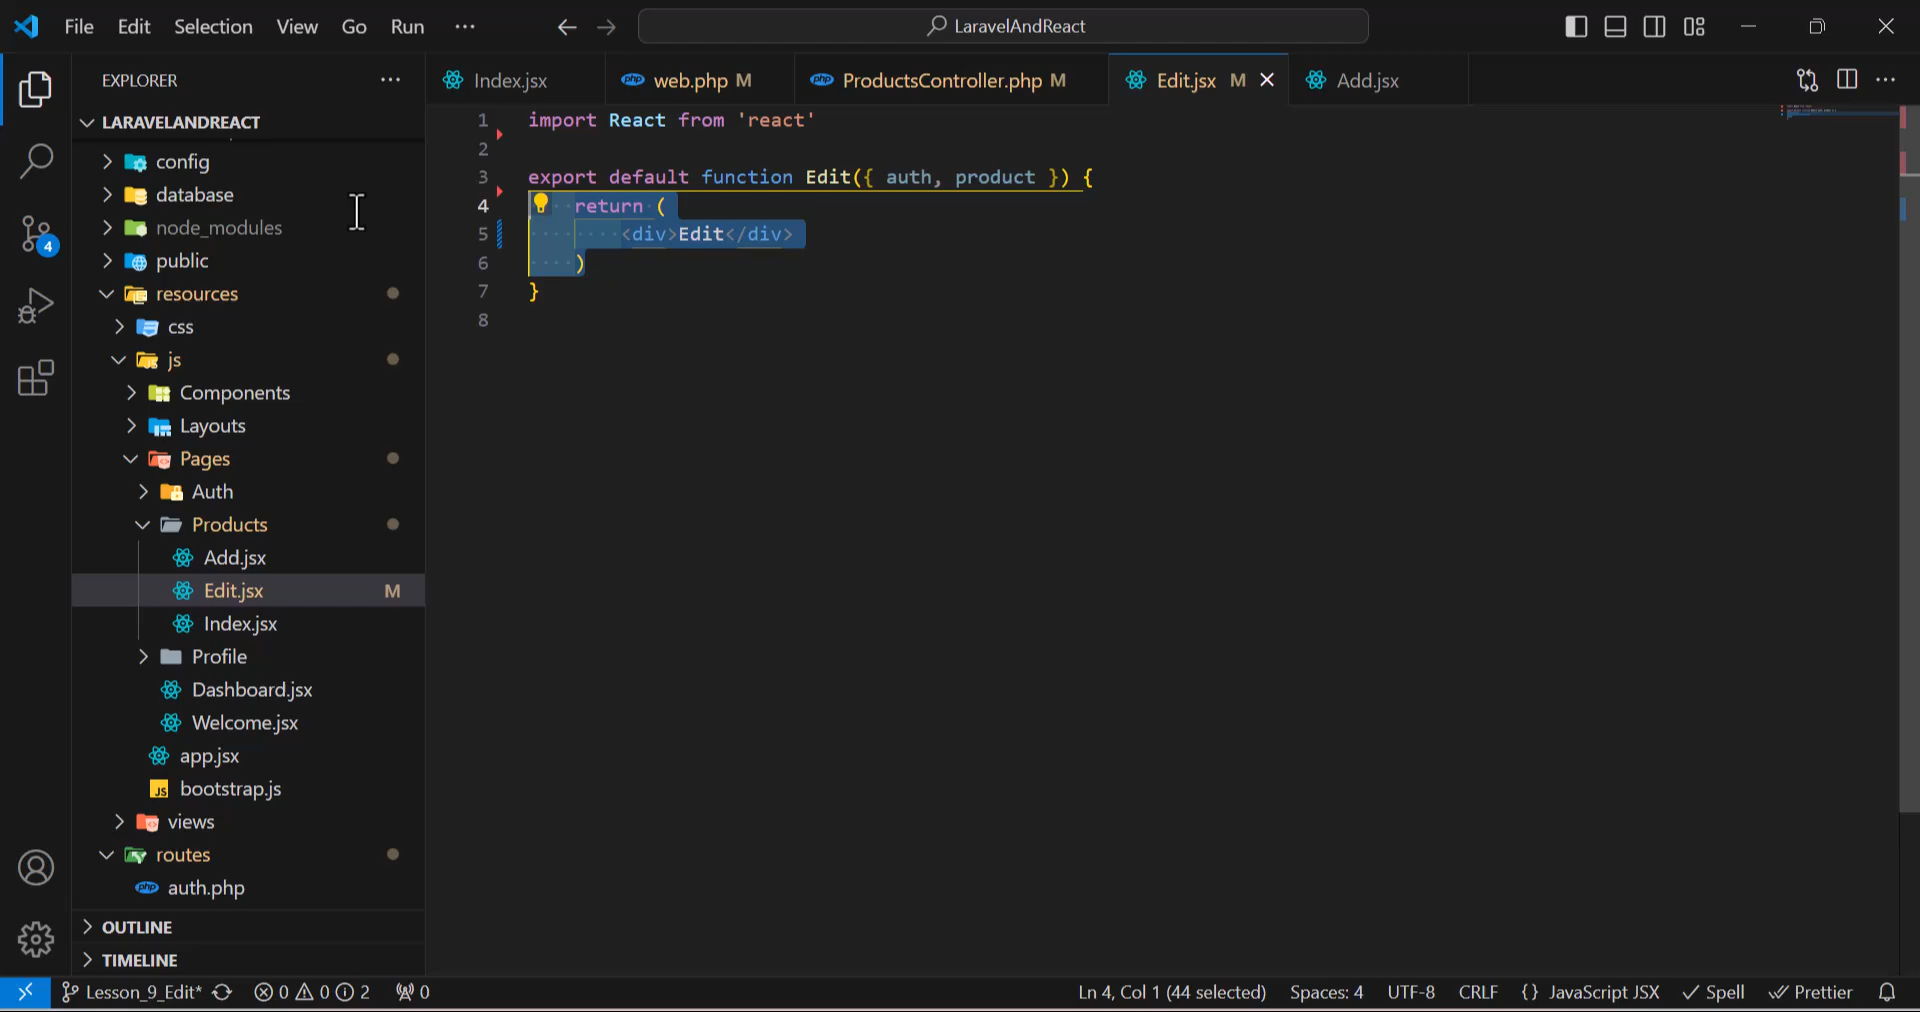 File Edit Selection View Go Run ··· LaravelAndReact
EXPLORER ··· Index.jsx web.php M ProductsController.php M Edit.jsx M Add.jsx ···
LARAVELANDREACT
config
database
node_modules
public
resources
css
js
Components
Layouts
Pages
Auth
Products
Add.jsx
Edit.jsx M
Index.jsx
Profile
Dashboard.jsx
Welcome.jsx
app.jsx
JS bootstrap.js
views
routes
php auth.php
OUTLINE
TIMELINE
4
1 import React from 'react'
2
3 export default function Edit({ auth, product }) {
4 return (
5 <div>Edit</div>
6 )
7 }
8
Lesson_9_Edit* 0 0 2 0 Ln 4, Col 1 (44 selected) Spaces: 4 UTF-8 CRLF {} JavaScript JSX Spell Prettier